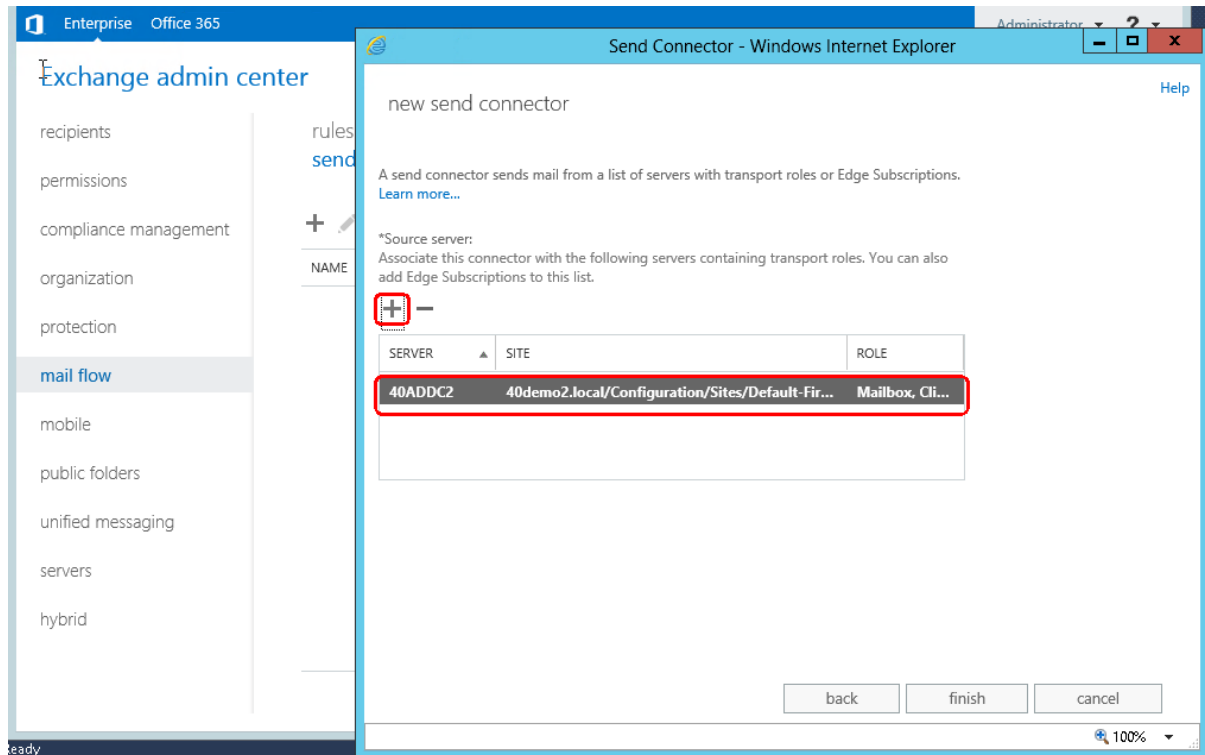 Enterprise Office 365
Administrator ?
Exchange admin center
recipients
permissions
compliance management
organization
protection
mail flow
mobile
public folders
unified messaging
servers
hybrid
rules
send
NAME
Send Connector - Windows Internet Explorer
Help
new send connector
A send connector sends mail from a list of servers with transport roles or Edge Subscriptions.
Learn more...
*Source server:
Associate this connector with the following servers containing transport roles. You can also
add Edge Subscriptions to this list.
SERVER SITE ROLE
40ADDC2 40demo2.local/Configuration/Sites/Default-Fir... Mailbox, Cli...
back finish cancel
100%